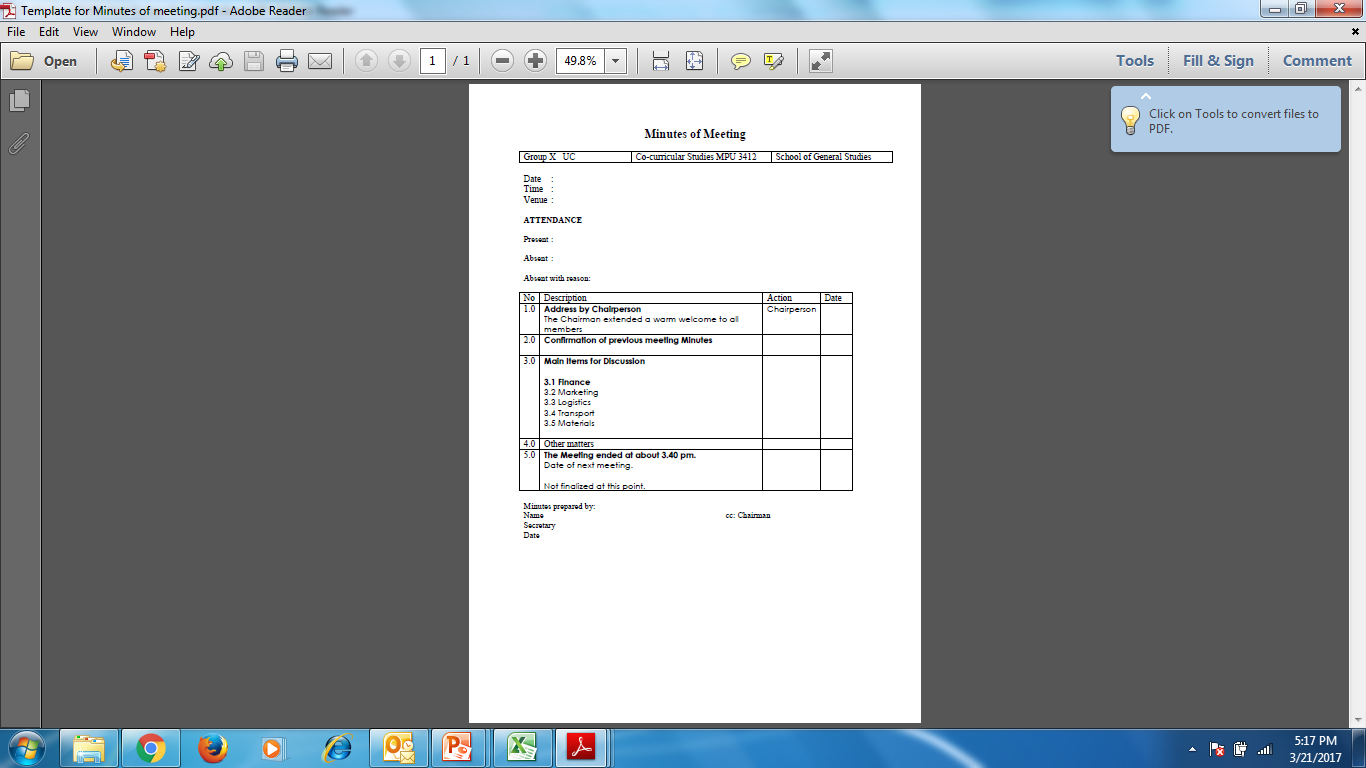 Template for Minutes of meeting.pdf - Adobe Reader
File Edit View Window Help
Open 1 / 1 49.8% Tools Fill & Sign Comment
Click on Tools to convert files to
PDF.
Minutes of Meeting
Group X UC Co-curricular Studies MPU 3412 School of General Studies
Date :
Time :
Venue :
ATTENDANCE
Present :
Absent :
Absent with reason:
No Description Action Date
1.0 Address by Chairperson Chairperson
The Chairman extended a warm welcome to all
members
2.0 Confirmation of previous meeting Minutes
3.0 Main Items for Discussion
3.1 Finance
3.2 Marketing
3.3 Logistics
3.4 Transport
3.5 Materials
4.0 Other matters
5.0 The Meeting ended at about 3.40 pm.
Date of next meeting.
Not finalized at this point.
Minutes prepared by:
Name cc: Chairman
Secretary
Date
5:17 PM
3/21/2017